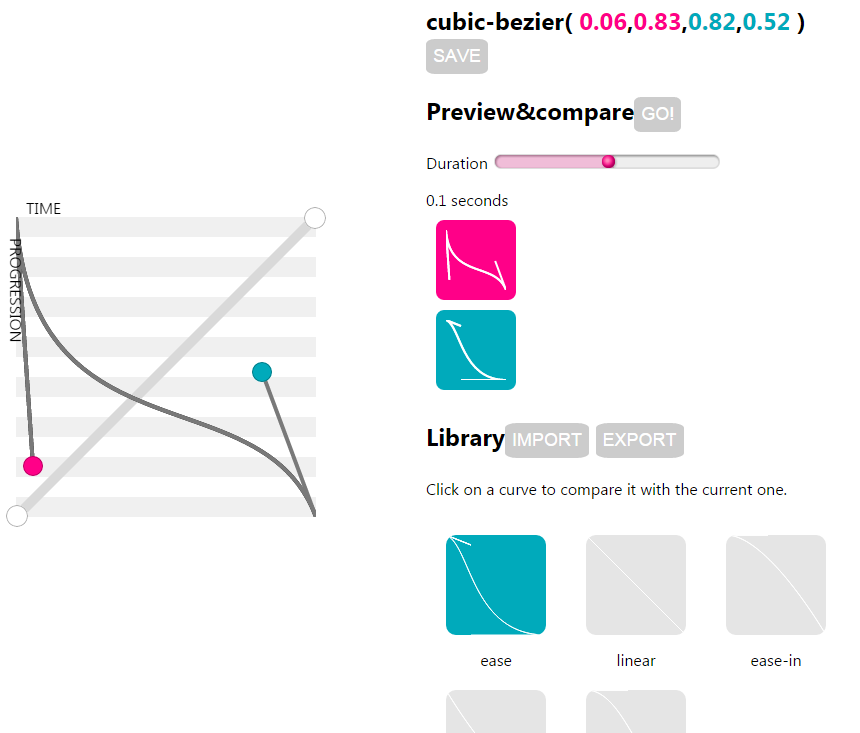 cubic-bezier( 0.06,0.83,0.82,0.52 )
SAVE
Preview&compare GO!
Duration
0.1 seconds
TIME
PROGRESSION
Library IMPORT EXPORT
Click on a curve to compare it with the current one.
ease linear ease-in